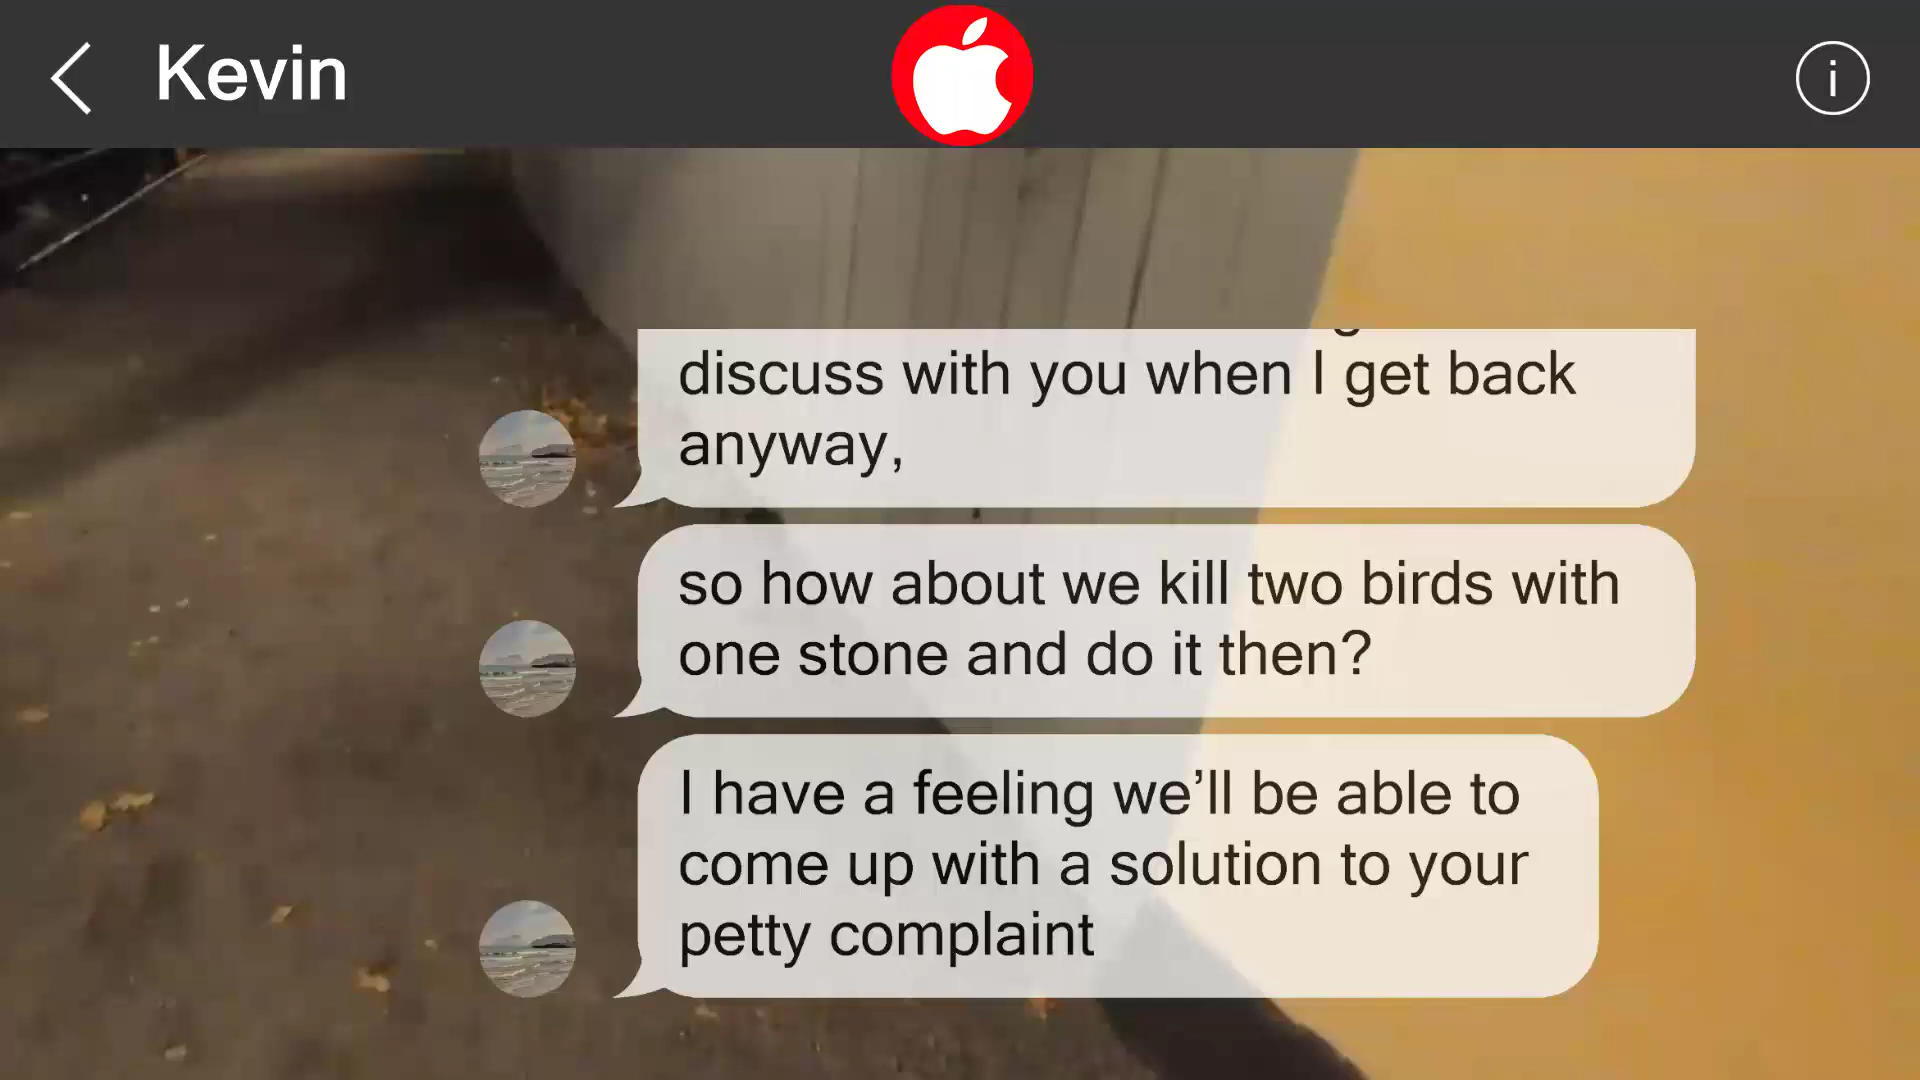 Kevin
i
discuss with you when I get back
anyway,
so how about we kill two birds with
one stone and do it then?
I have a feeling we’ll be able to
come up with a solution to your
petty complaint